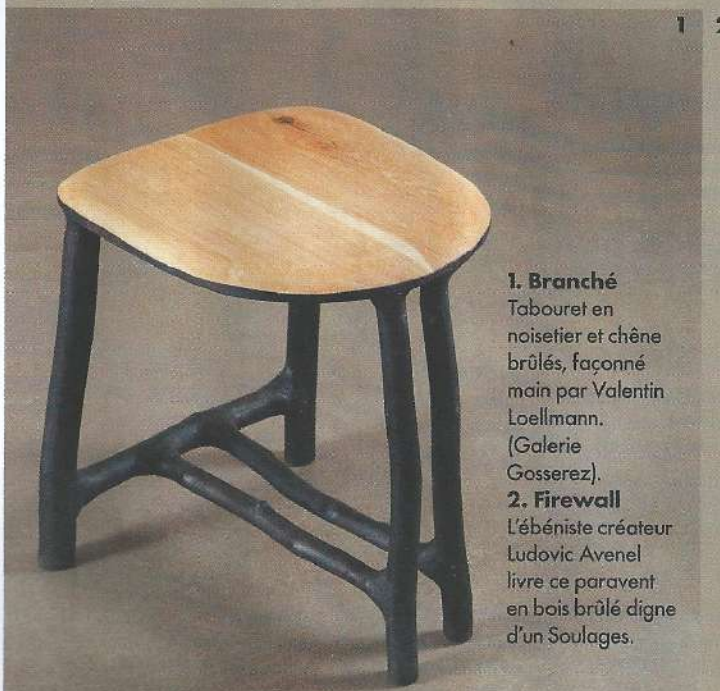 1
1. Branché
Tabouret en
noisetier et chêne
brûlés, façonné
main par Valentin
Loellmann.
(Galerie
Gosserez).
2. Firewall
L'ébéniste créateur
Ludovic Avenel
livre ce paravent
en bois brûlé digne
d'un Soulages.